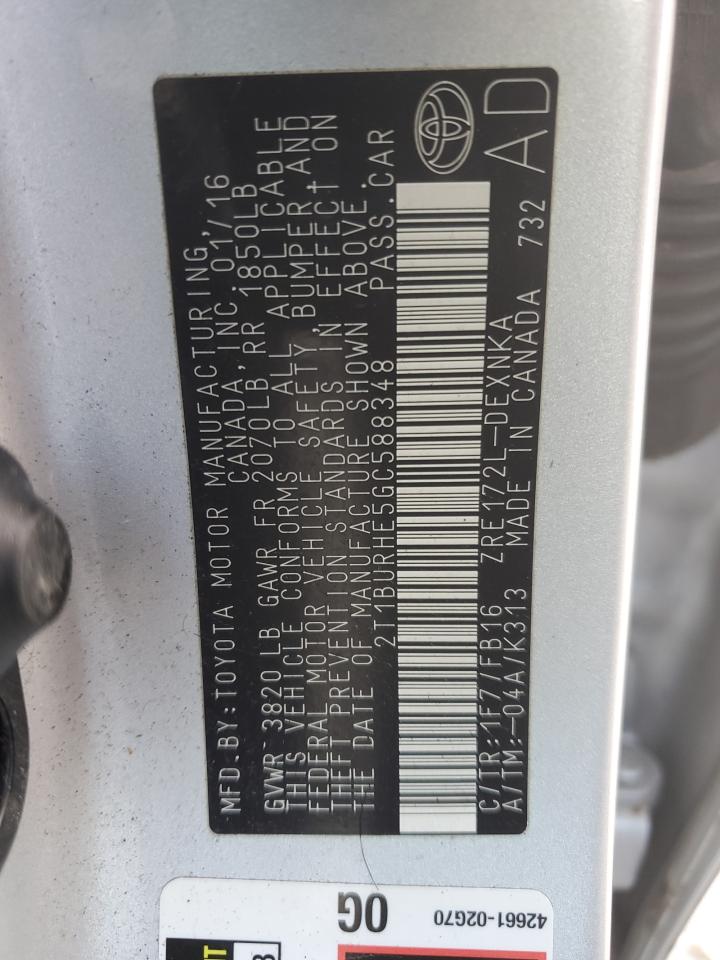 MFD.BY:TOYOTA MOTOR MANUFACTURING,
CANADA, INC. 01/16
GVWR 3820 LB GAWR FR 2070LB, RR 1850LB
THIS VEHICLE CONFORMS TO ALL APPLICABLE
FEDERAL MOTOR VEHICLE SAFETY, BUMPER, AND
THEFT PREVENTION STANDARDS IN EFFECT ON
THE DATE OF MANUFACTURE SHOWN ABOVE.
2T1BURHE5GC588348 PASS.CAR
C/TR:1F7/FB16 ZRE172L-DEXNKA
A/TM:-04A/K313 MADE IN CANADA 732
AD
0G
42661-02G70